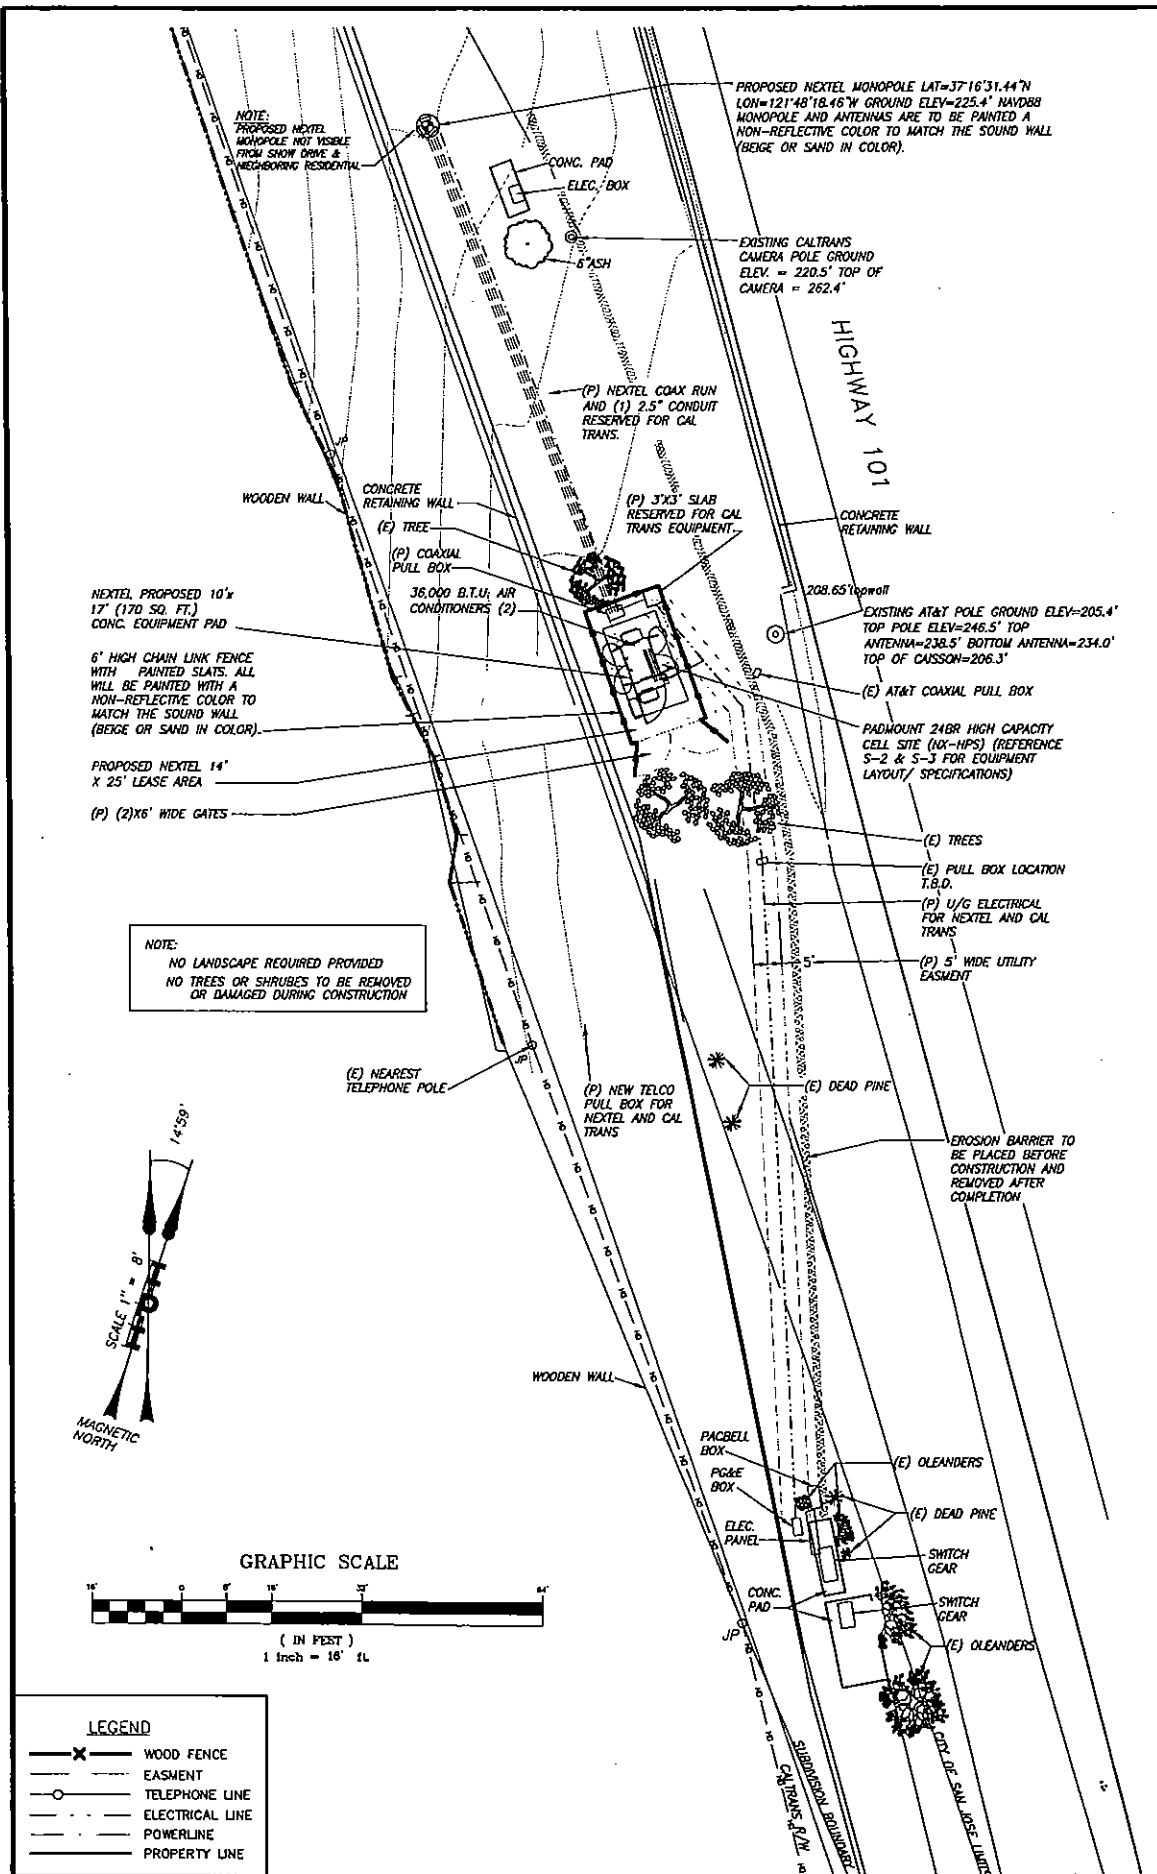 PROPOSED NEXTEL MONOPOLE LAT=37°16'31.44"N
LON=121°48'18.46"W GROUND ELEV=225.4' NAVD88
MONOPOLE AND ANTENNAS ARE TO BE PAINTED A
NON-REFLECTIVE COLOR TO MATCH THE SOUND WALL
(BEIGE OR SAND IN COLOR).
NOTE:
PROPOSED NEXTEL
MONOPOLE NOT VISIBLE
FROM SNOW DRIVE &
NIEGHBORING RESIDENTIAL
CONC. PAD
ELEC. BOX
6"ASH
EXISTING CALTRANS
CAMERA POLE GROUND
ELEV. = 220.5' TOP OF
CAMERA = 262.4'
HIGHWAY 101
(P) NEXTEL COAX RUN
AND (1) 2.5" CONDUIT
RESERVED FOR CAL
TRANS.
JP
WOODEN WALL
CONCRETE
RETAINING WALL
(E) TREE
(P) COAXIAL
PULL BOX
36,000 B.T.U. AIR
CONDITIONERS (2)
(P) 3'X3' SLAB
RESERVED FOR CAL
TRANS EQUIPMENT
CONCRETE
RETAINING WALL
208.65'topwall
NEXTEL PROPOSED 10'x
17' (170 SQ. FT.)
CONC. EQUIPMENT PAD
6' HIGH CHAIN LINK FENCE
WITH PAINTED SLATS. ALL
WILL BE PAINTED WITH A
NON-REFLECTIVE COLOR TO
MATCH THE SOUND WALL
(BEIGE OR SAND IN COLOR).
PROPOSED NEXTEL 14'
X 25' LEASE AREA
(P) (2)X6' WIDE GATES
EXISTING AT&T POLE GROUND ELEV=205.4'
TOP POLE ELEV=246.5' TOP
ANTENNA=238.5' BOTTOM ANTENNA=234.0'
TOP OF CAISSON=206.3'
(E) AT&T COAXIAL PULL BOX
PADMOUNT 24BR HIGH CAPACITY
CELL SITE (NX-HPS) (REFERENCE
S-2 & S-3 FOR EQUIPMENT
LAYOUT/ SPECIFICATIONS)
(E) TREES
(E) PULL BOX LOCATION
T.B.D.
(P) U/G ELECTRICAL
FOR NEXTEL AND CAL
TRANS
5'
(P) 5' WIDE UTILITY
EASMENT
NOTE:
NO LANDSCAPE REQUIRED PROVIDED
NO TREES OR SHRUBES TO BE REMOVED
OR DAMAGED DURING CONSTRUCTION
JP
(E) NEAREST
TELEPHONE POLE
(P) NEW TELCO
PULL BOX FOR
NEXTEL AND CAL
TRANS
(E) DEAD PINE
EROSION BARRIER TO
BE PLACED BEFORE
CONSTRUCTION AND
REMOVED AFTER
COMPLETION
14°59'
SCALE 1" = 8'
MAGNETIC
NORTH
WOODEN WALL
PACBELL
BOX
PG&E
BOX
ELEC.
PANEL
(E) OLEANDERS
(E) DEAD PINE
SWITCH
GEAR
CONC.
PAD
SWITCH
GEAR
(E) OLEANDERS
JP
GRAPHIC SCALE
16' 0 8' 16' 32' 64'
( IN FEET )
1 inch = 16' ft.
LEGEND
WOOD FENCE
EASMENT
TELEPHONE LINE
ELECTRICAL LINE
POWERLINE
PROPERTY LINE
CALTRANS R/W
SUBDIVISION BOUNDARY
CITY OF SAN JOSE LIMITS